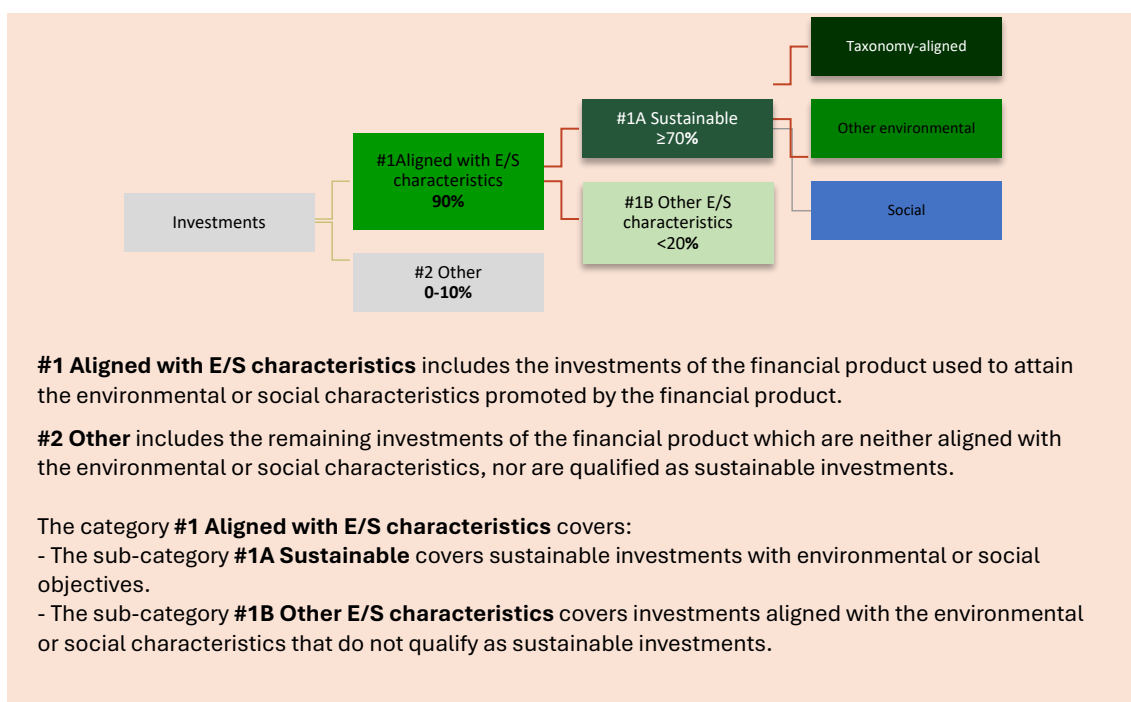 Taxonomy-aligned
#1A Sustainable
≥70%
Other environmental
#1Aligned with E/S
characteristics
90%
#1B Other E/S
characteristics
<20%
Social
Investments
#2 Other
0-10%
#1 Aligned with E/S characteristics includes the investments of the financial product used to attain
the environmental or social characteristics promoted by the financial product.
#2 Other includes the remaining investments of the financial product which are neither aligned with
the environmental or social characteristics, nor are qualified as sustainable investments.
The category #1 Aligned with E/S characteristics covers:
- The sub-category #1A Sustainable covers sustainable investments with environmental or social
objectives.
- The sub-category #1B Other E/S characteristics covers investments aligned with the environmental
or social characteristics that do not qualify as sustainable investments.